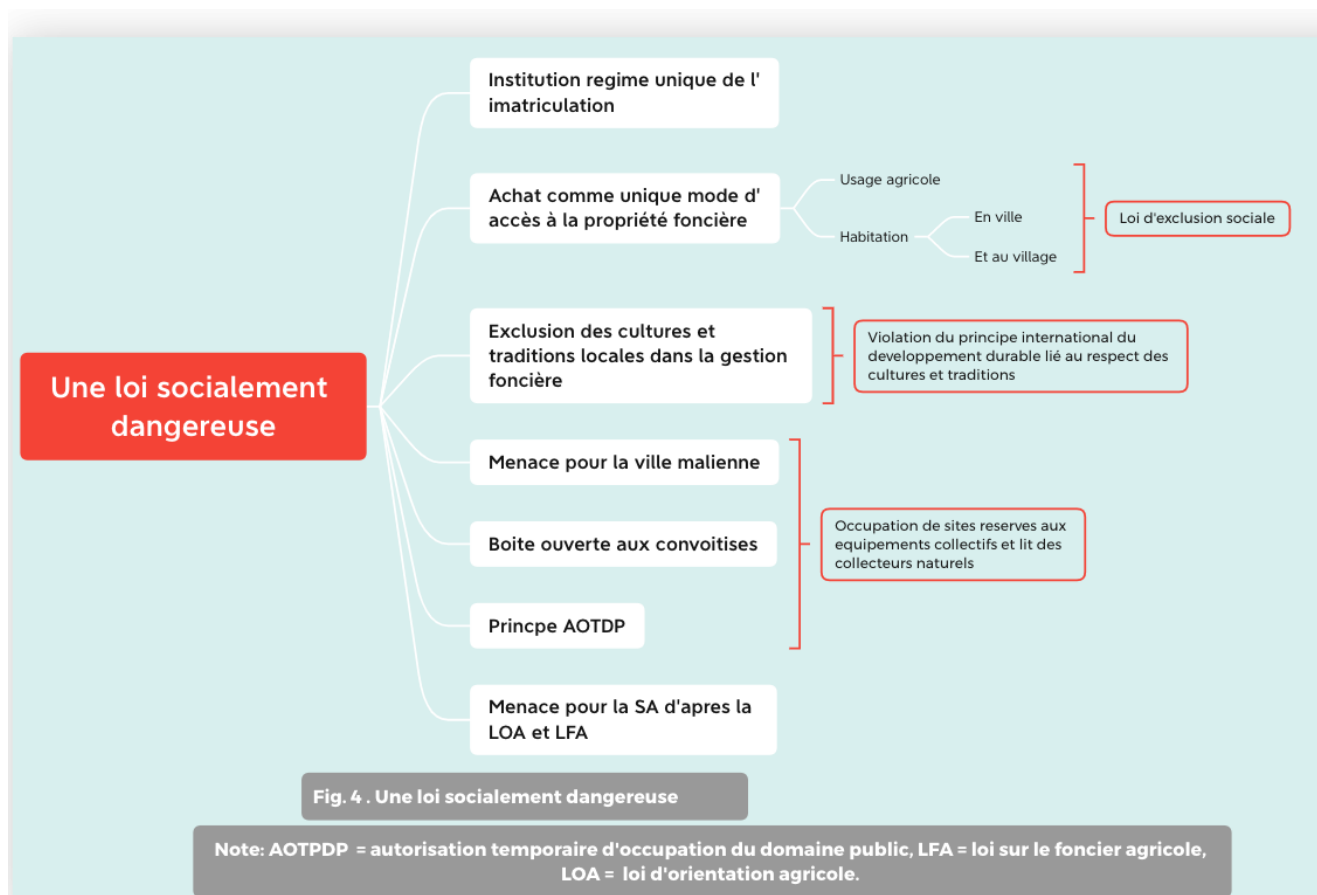 Institution regime unique de l'
imatriculation
Achat comme unique mode d'
accès à la propriété foncière
Usage agricole
Habitation
En ville
Et au village
Loi d'exclusion sociale
Exclusion des cultures et
traditions locales dans la gestion
foncière
Violation du principe international du
developpement durable lié au respect des
cultures et traditions
Une loi socialement
dangereuse
Menace pour la ville malienne
Boite ouverte aux convoitises
Princpe AOTDP
Occupation de sites reserves aux
equipements collectifs et lit des
collecteurs naturels
Menace pour la SA d'apres la
LOA et LFA
Fig. 4 . Une loi socialement dangereuse
Note: AOTPDP = autorisation temporaire d'occupation du domaine public, LFA = loi sur le foncier agricole,
LOA = loi d'orientation agricole.